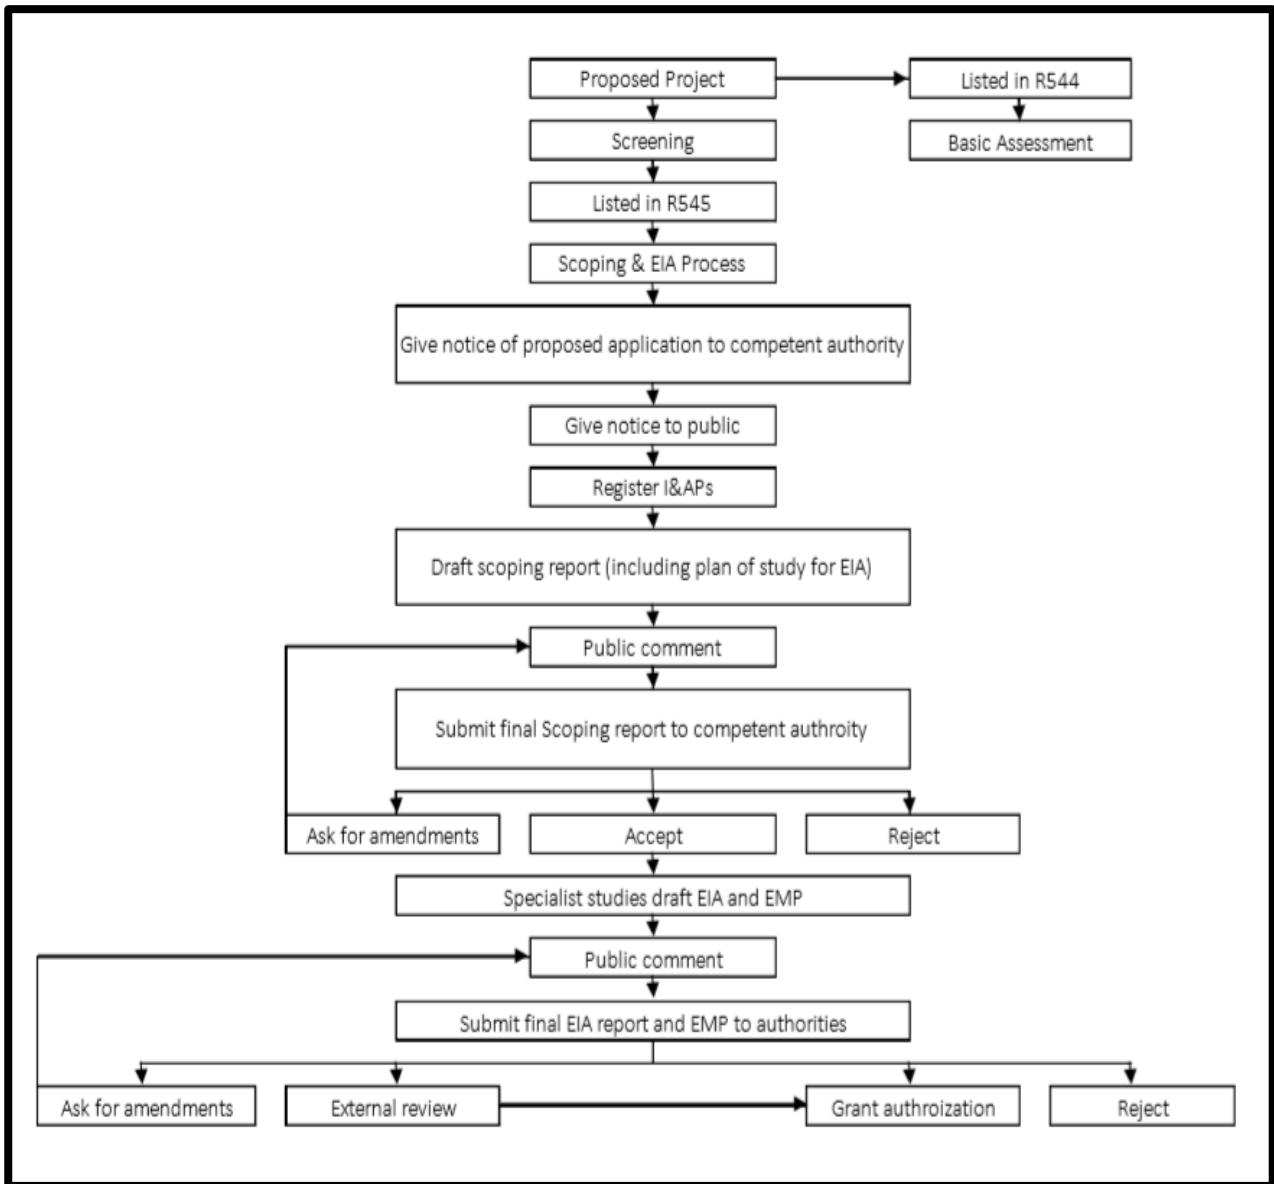 Proposed Project
Listed in R544
Screening
Basic Assessment
Listed in R545
Scoping & EIA Process
Give notice of proposed application to competent authority
Give notice to public
Register I&APs
Draft scoping report (including plan of study for EIA)
Public comment
Submit final Scoping report to competent authroity
Ask for amendments
Accept
Reject
Specialist studies draft EIA and EMP
Public comment
Submit final EIA report and EMP to authorities
Ask for amendments
External review
Grant authroization
Reject